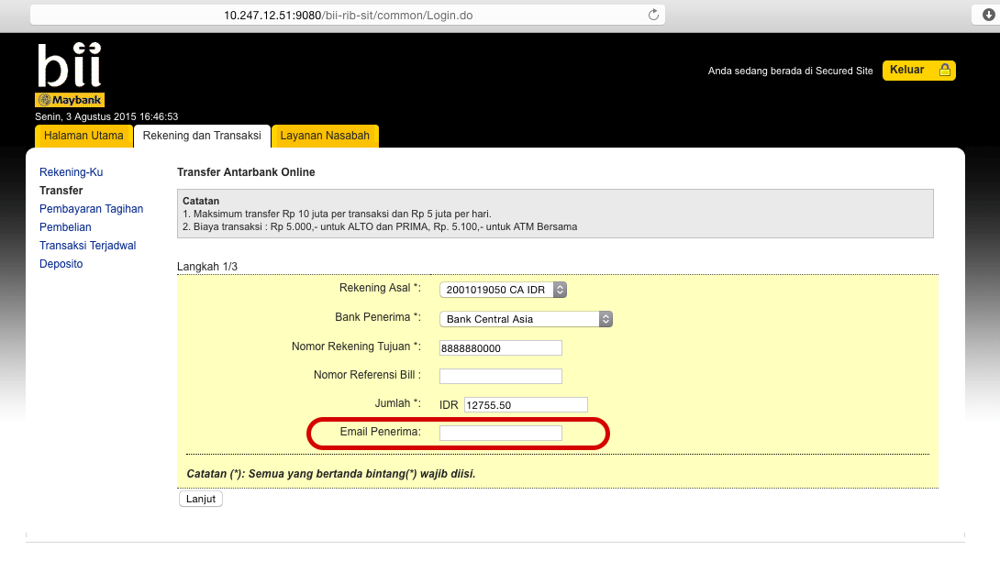 10.247.12.51:9080/bii-rib-sit/common/Login.do
bii
Maybank
Anda sedang berada di Secured Site
Keluar
Senin, 3 Agustus 2015 16:46:53
Halaman Utama Rekening dan Transaksi Layanan Nasabah
Rekening-Ku
Transfer
Pembayaran Tagihan
Pembelian
Transaksi Terjadwal
Deposito
Transfer Antarbank Online
Catatan
1. Maksimum transfer Rp 10 juta per transaksi dan Rp 5 juta per hari.
2. Biaya transaksi : Rp 5.000,- untuk ALTO dan PRIMA, Rp. 5.100,- untuk ATM Bersama
Langkah 1/3
Rekening Asal *: 2001019050 CA IDR
Bank Penerima *: Bank Central Asia
Nomor Rekening Tujuan *: 8888880000
Nomor Referensi Bill :
Jumlah *: IDR 12755.50
Email Penerima:
Catatan (*): Semua yang bertanda bintang(*) wajib diisi.
Lanjut